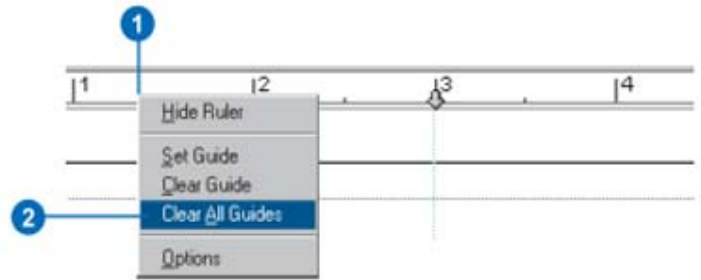 1
1 2 3 4
Hide Ruler
Set Guide
Clear Guide
2 Clear All Guides
Options